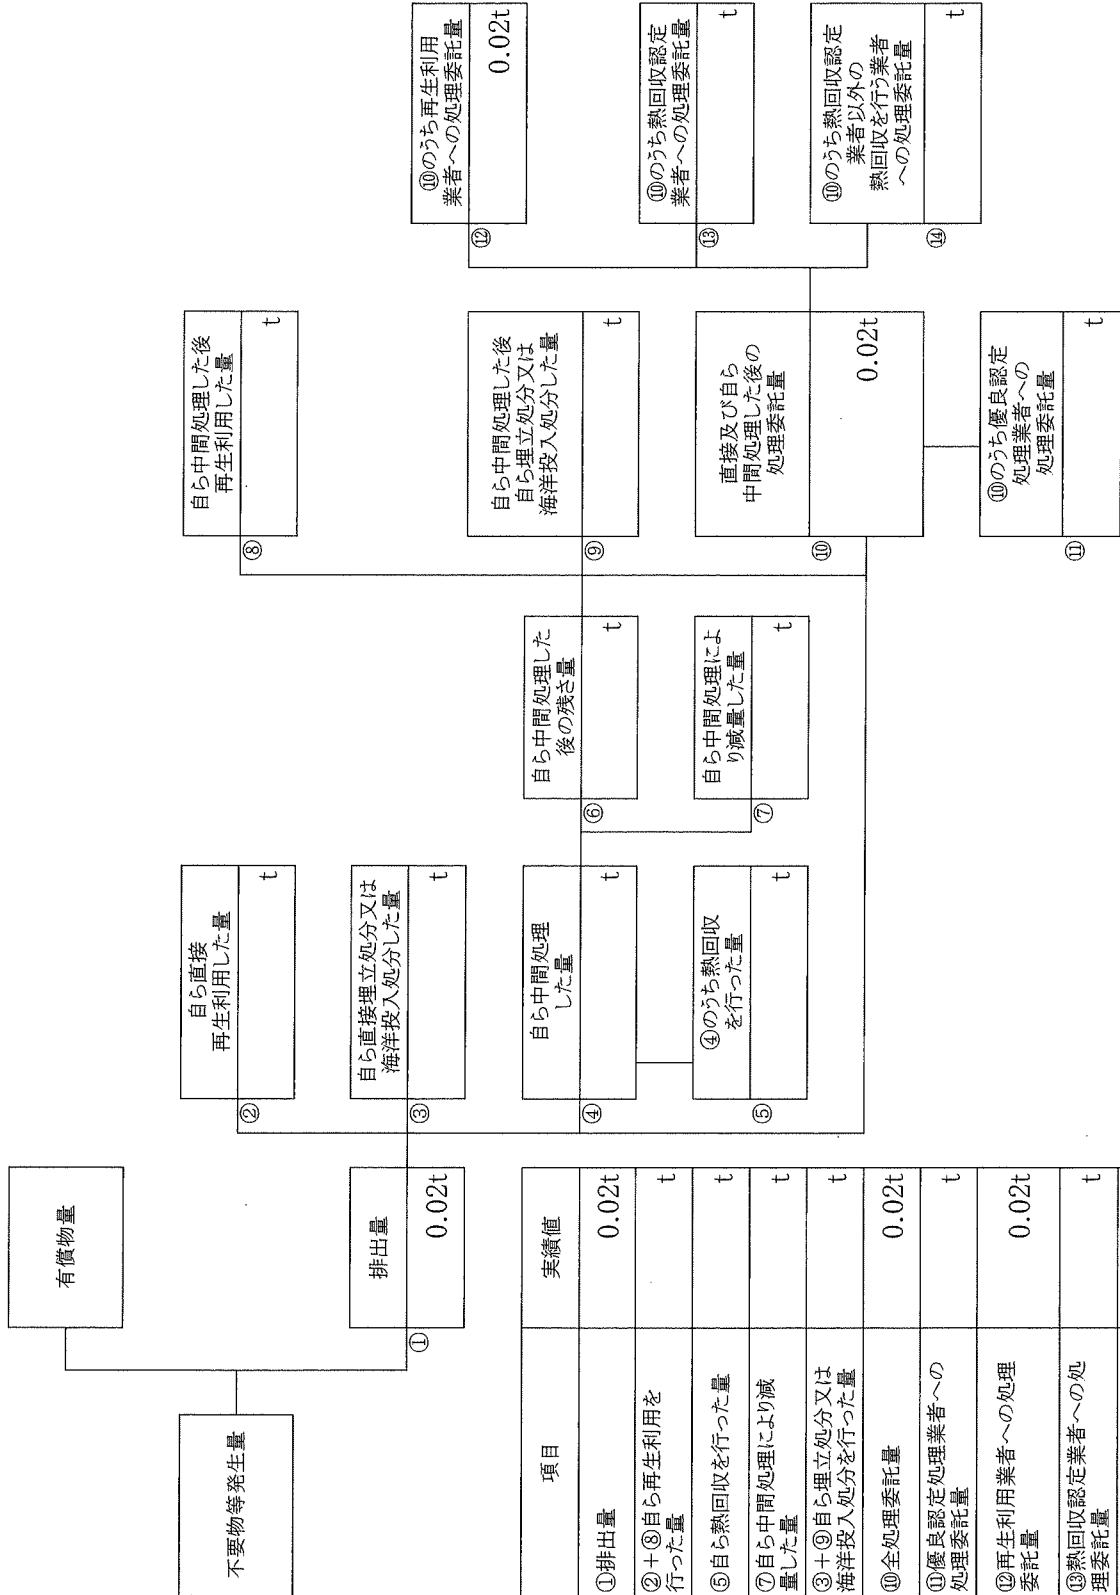 不要物等発生量
有償物量
排出量
①
0.02t
自ら直接
再生利用した量
②
t
自ら直接埋立処分又は
海洋投入処分した量
③
t
自ら中間処理
した量
④
t
④のうち熱回収
を行った量
⑤
t
自ら中間処理した
後の残さ量
⑥
t
自ら中間処理によ
り減量した量
⑦
t
自ら中間処理した後
再生利用した量
⑧
t
自ら中間処理した後
自ら埋立処分又は
海洋投入処分した量
⑨
t
直接及び自ら
中間処理した後の
処理委託量
⑩
0.02t
⑩のうち優良認定
処理業者への
処理委託量
⑪
t
⑩のうち再生利用
業者への処理委託量
⑫
0.02t
⑩のうち熱回収認定
業者への処理委託量
⑬
t
⑩のうち熱回収認定
業者以外の
熱回収を行う業者
への処理委託量
⑭
t
項目 実績値
①排出量 0.02t
②+⑧自ら再生利用を
行った量 t
⑤自ら熱回収を行った量 t
⑦自ら中間処理により減
量した量 t
③+⑨自ら埋立処分又は
海洋投入処分を行った量 t
⑩全処理委託量 0.02t
⑪優良認定処理業者への
処理委託量 t
⑫再生利用業者への処理
委託量 0.02t
⑬熱回収認定業者への処
理委託量 t